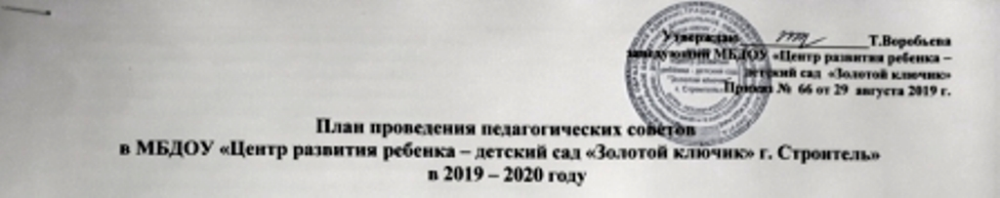 Утверждаю Т.Воробьева
заведующий МБДОУ «Центр развития ребенка –
детский сад «Золотой ключик»
Приказ № 66 от 29 августа 2019 г.
План проведения педагогических советов
в МБДОУ «Центр развития ребенка – детский сад «Золотой ключик» г. Строитель»
в 2019 – 2020 году